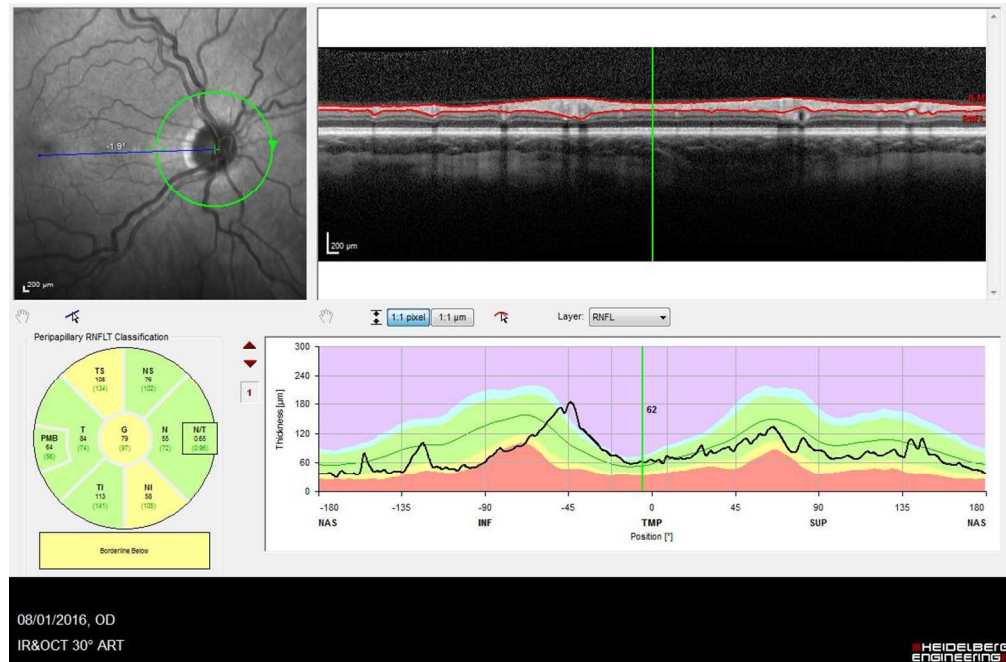 -1.9°
200 µm
ILM
RNFL
200 µm
1:1 pixel
1:1 µm
Layer: RNFL
Peripapillary RNFLT Classification
TS
106
(134)
NS
76
(102)
PMB
64
(56)
T
84
(74)
G
79
(97)
N
55
(72)
N/T
0.65
(0.96)
TI
113
(141)
NI
58
(105)
Borderline Below
1
Thickness [µm]
300
240
180
120
60
0
62
-180 -135 -90 -45 0 45 90 135 180
NAS INF TMP SUP NAS
Position [°]
08/01/2016, OD
IR&OCT 30° ART
HEIDELBERG
ENGINEERING